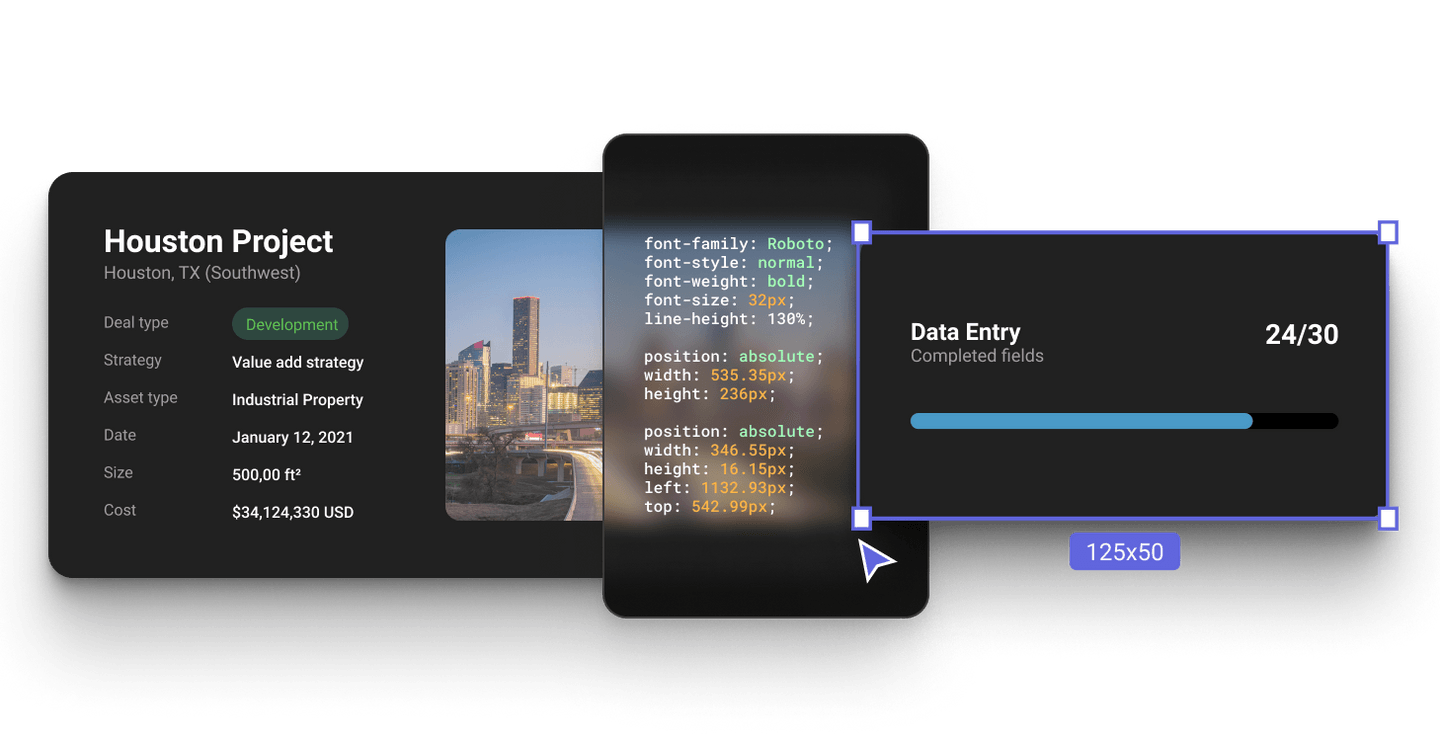 Houston Project
Houston, TX (Southwest)
Deal type Development
Strategy Value add strategy
Asset type Industrial Property
Date January 12, 2021
Size 500,00 ft²
Cost $34,124,330 USD
font-family: Roboto;
font-style: normal;
font-weight: bold;
font-size: 32px;
line-height: 130%;
position: absolute;
width: 535.35px;
height: 236px;
position: absolute;
width: 346.55px;
height: 16.15px;
left: 1132.93px;
top: 542.99px;
Data Entry 24/30
Completed fields
125x50